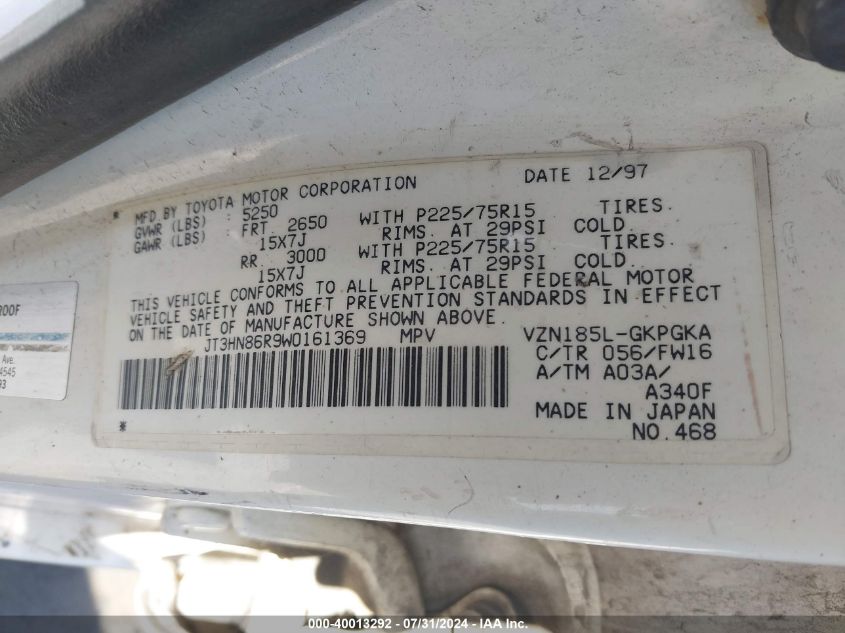 MFD BY TOYOTA MOTOR CORPORATION DATE 12/97
GVWR (LBS) : 5250
GAWR (LBS) FRT 2650 WITH P225/75R15 TIRES.
15X7J RIMS. AT 29PSI COLD.
RR. 3000 WITH P225/75R15 TIRES.
15X7J RIMS. AT 29PSI COLD.
THIS VEHICLE CONFORMS TO ALL APPLICABLE FEDERAL MOTOR
VEHICLE SAFETY AND THEFT PREVENTION STANDARDS IN EFFECT
ON THE DATE OF MANUFACTURE SHOWN ABOVE.
JT3HN86R9W0161369 MPV VZN185L-GKPGKA
C/TR 056/FW16
A/TM A03A/
A340F
MADE IN JAPAN
NO.468
ROOF
Ave.
4545
93
000-40013292 - 07/31/2024 - IAA Inc.